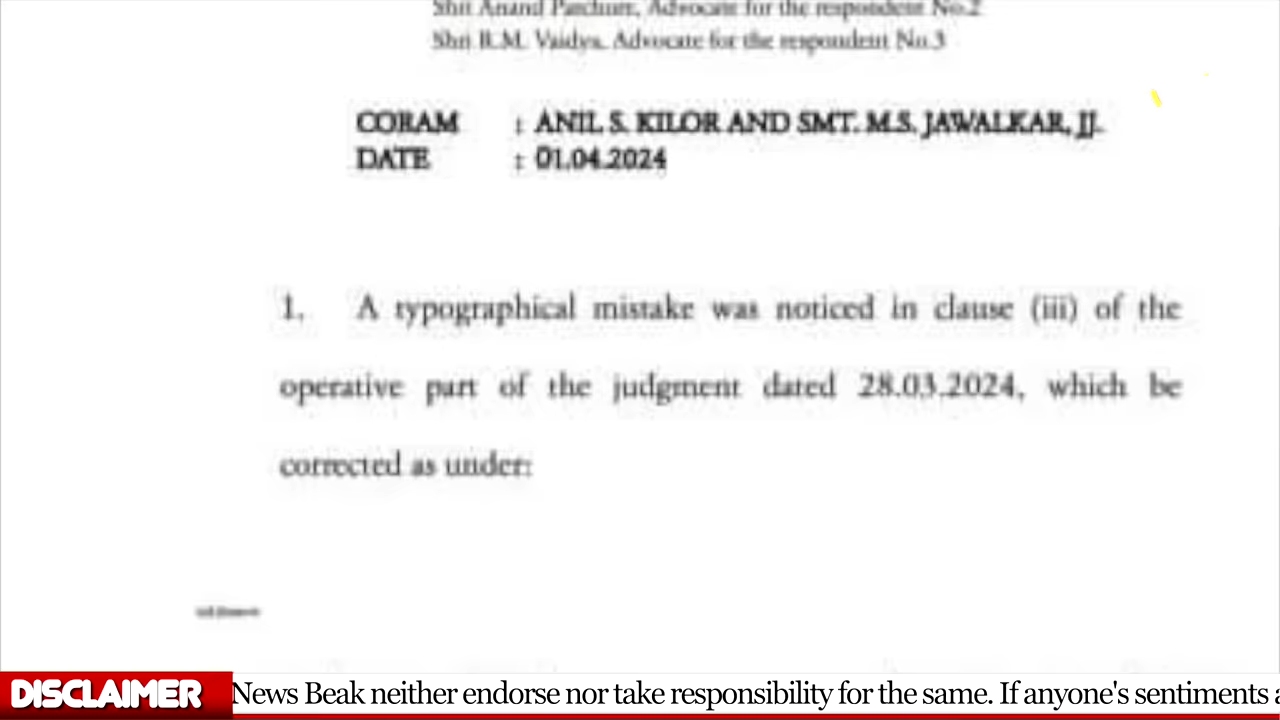 Shri Anand Parchure, Advocate for the respondent No.2
Shri R.M. Vaidya, Advocate for the respondent No.3
CORAM : ANIL S. KILOR AND SMT. M.S. JAWALKAR, JJ.
DATE : 01.04.2024
1. A typographical mistake was noticed in clause (iii) of the
operative part of the judgment dated 28.03.2024, which be
corrected as under:
DISCLAIMER News Beak neither endorse nor take responsibility for the same. If anyone's sentiments a